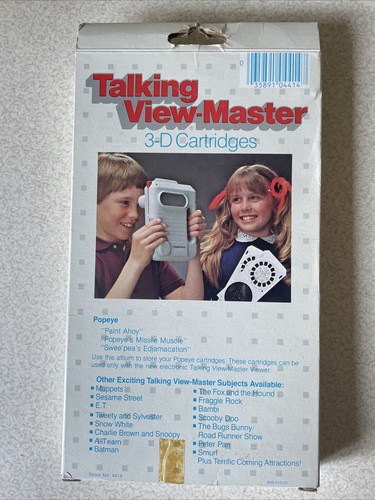 0
35891 04414
Talking
View-Master
3-D Cartridges
Popeye
"Paint Ahoy"
"Popeye's Missile Muscle"
"Swee'pea's Edjamacation"
Use this album to store your Popeye cartridges. These cartridges can be
used only with the new electronic Talking View-Master Viewer.
Other Exciting Talking View-Master Subjects Available:
Muppets
Sesame Street
E.T.
Tweety and Sylvester
Snow White
Charlie Brown and Snoopy
A-Team
Batman
The Fox and the Hound
Fraggle Rock
Bambi
Scooby Doo
The Bugs Bunny/
Road Runner Show
Peter Pan
Smurf
Plus Terrific Coming Attractions!
4414